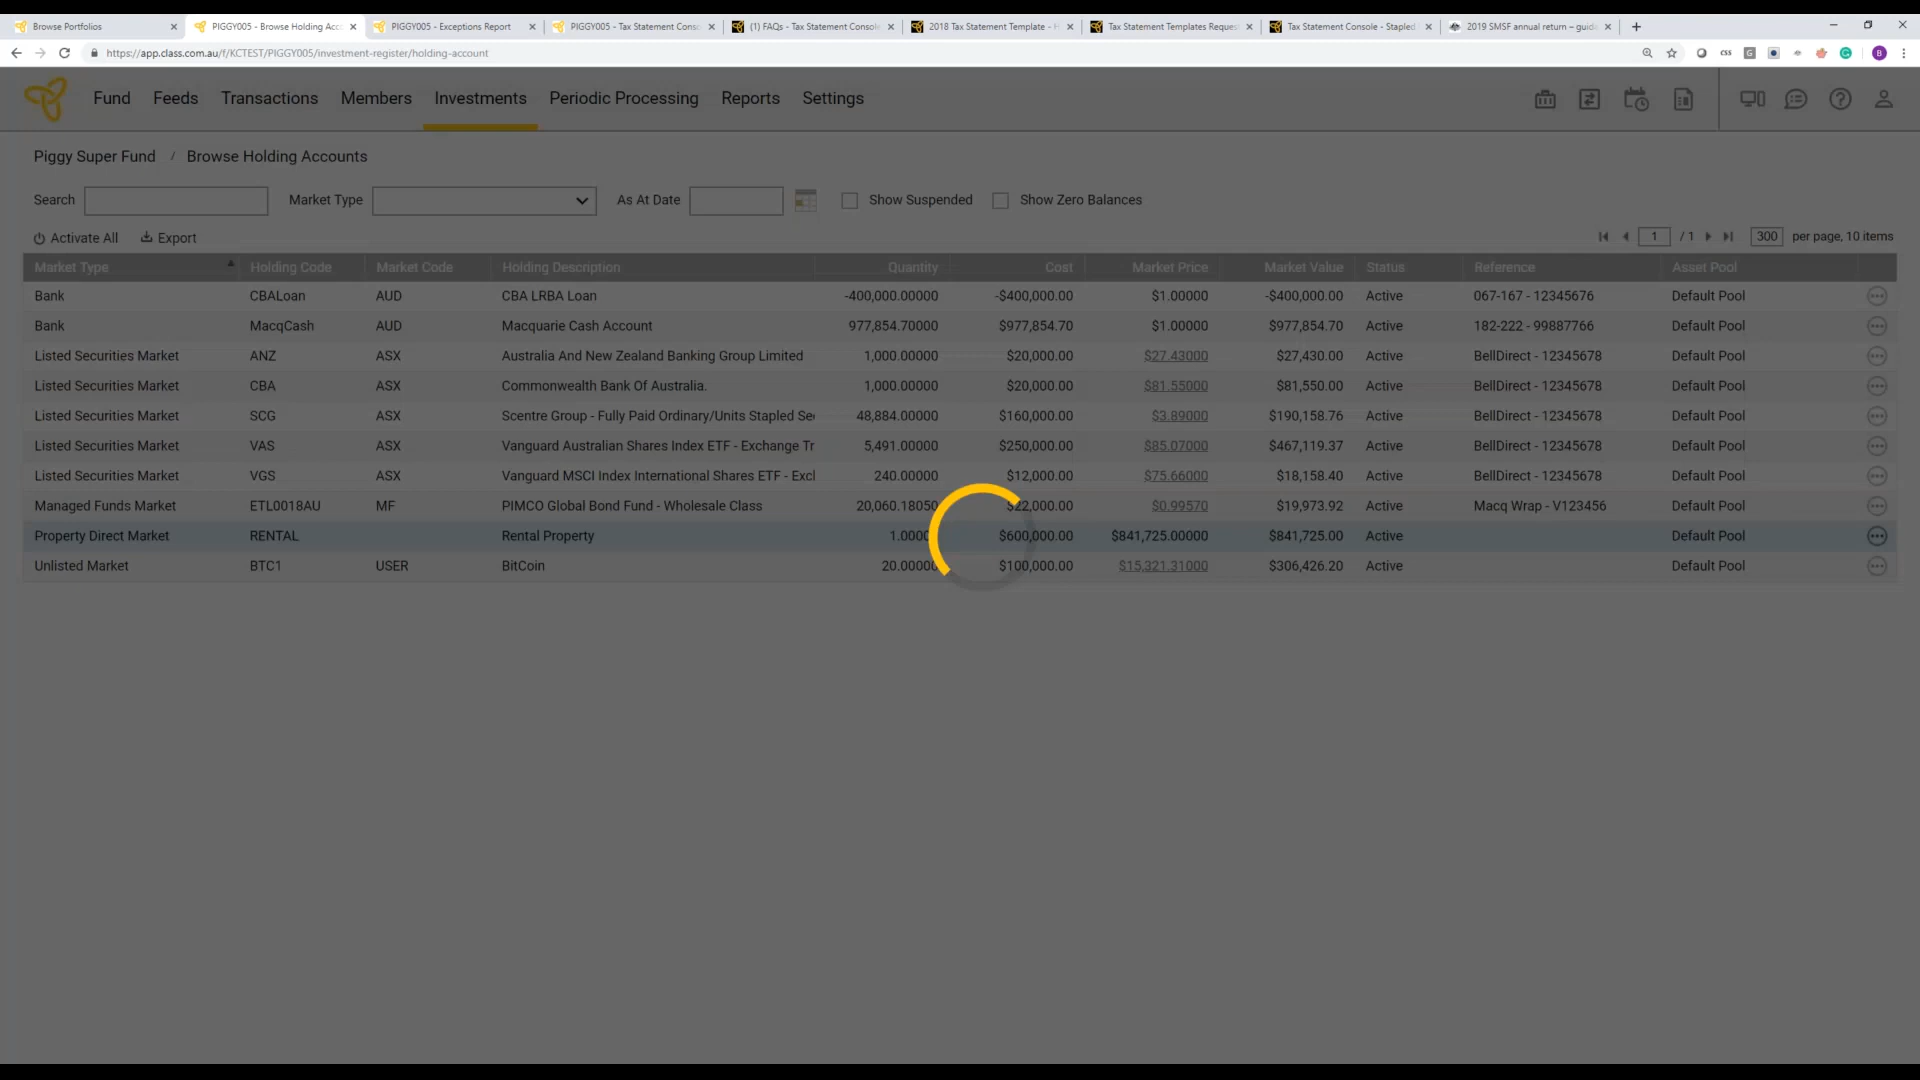 Browse Portfolios
PIGGY005 - Browse Holding Acc
PIGGY005 - Exceptions Report
PIGGY005 - Tax Statement Cons
(1) FAQs - Tax Statement Console
2018 Tax Statement Template - H
Tax Statement Templates Reques
Tax Statement Console - Stapled
2019 SMSF annual return – guid
https://app.class.com.au/f/KCTEST/PIGGY005/investment-register/holding-account
Fund Feeds Transactions Members Investments Periodic Processing Reports Settings
Piggy Super Fund / Browse Holding Accounts
Search Market Type As At Date Show Suspended Show Zero Balances
Activate All Export 1 / 1 300 per page, 10 items
Market Type Holding Code Market Code Holding Description Quantity Cost Market Price Market Value Status Reference Asset Pool
Bank CBALoan AUD CBA LRBA Loan -400,000.00000 -$400,000.00 $1.00000 -$400,000.00 Active 067-167 - 12345676 Default Pool
Bank MacqCash AUD Macquarie Cash Account 977,854.70000 $977,854.70 $1.00000 $977,854.70 Active 182-222 - 99887766 Default Pool
Listed Securities Market ANZ ASX Australia And New Zealand Banking Group Limited 1,000.00000 $20,000.00 $27.43000 $27,430.00 Active BellDirect - 12345678 Default Pool
Listed Securities Market CBA ASX Commonwealth Bank Of Australia. 1,000.00000 $20,000.00 $81.55000 $81,550.00 Active BellDirect - 12345678 Default Pool
Listed Securities Market SCG ASX Scentre Group - Fully Paid Ordinary/Units Stapled Se 48,884.00000 $160,000.00 $3.89000 $190,158.76 Active BellDirect - 12345678 Default Pool
Listed Securities Market VAS ASX Vanguard Australian Shares Index ETF - Exchange Tr 5,491.00000 $250,000.00 $85.07000 $467,119.37 Active BellDirect - 12345678 Default Pool
Listed Securities Market VGS ASX Vanguard MSCI Index International Shares ETF - Excl 240.00000 $12,000.00 $75.66000 $18,158.40 Active BellDirect - 12345678 Default Pool
Managed Funds Market ETL0018AU MF PIMCO Global Bond Fund - Wholesale Class 20,060.18050 $22,000.00 $0.99570 $19,973.92 Active Macq Wrap - V123456 Default Pool
Property Direct Market RENTAL Rental Property 1.0000 $600,000.00 $841,725.00000 $841,725.00 Active Default Pool
Unlisted Market BTC1 USER BitCoin 20.00000 $100,000.00 $15,321.31000 $306,426.20 Active Default Pool